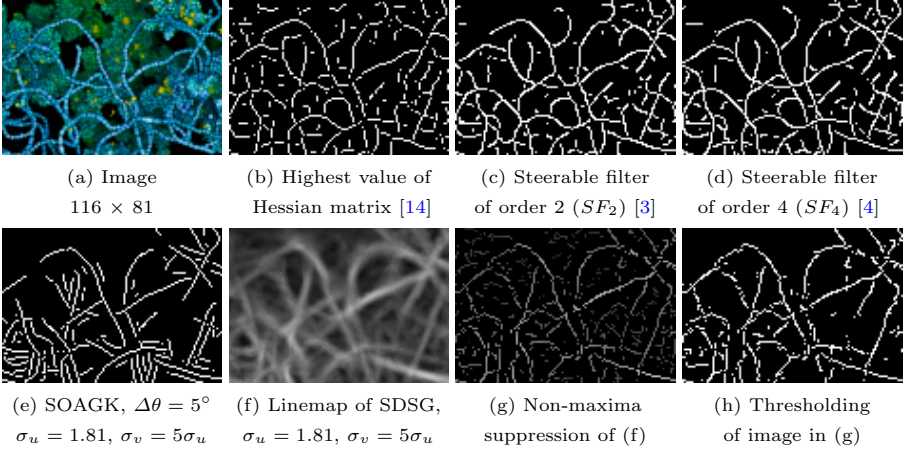 (a) Image
116 × 81
(b) Highest value of
Hessian matrix [14]
(c) Steerable filter
of order 2 (SF₂) [3]
(d) Steerable filter
of order 4 (SF₄) [4]
(e) SOAGK, Δθ = 5°
σᵤ = 1.81, σᵥ = 5σᵤ
(f) Linemap of SDSG,
σᵤ = 1.81, σᵥ = 5σᵤ
(g) Non-maxima
suppression of (f)
(h) Thresholding
of image in (g)